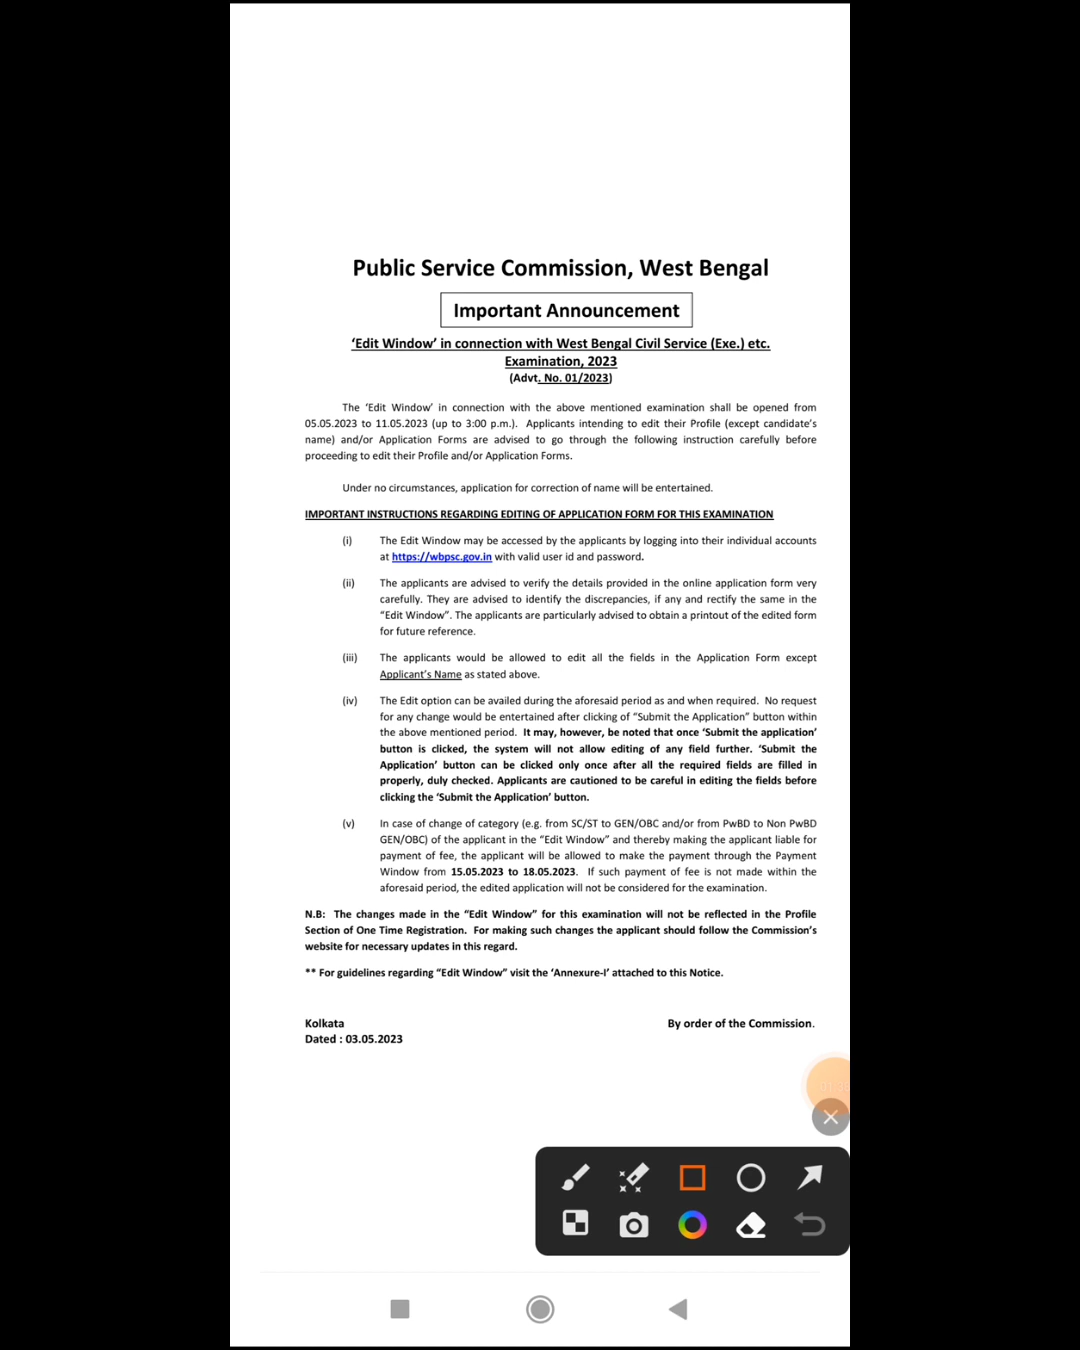 Public Service Commission, West Bengal
Important Announcement
‘Edit Window’ in connection with West Bengal Civil Service (Exe.) etc.
Examination, 2023
(Advt. No. 01/2023)
The ‘Edit Window’ in connection with the above mentioned examination shall be opened from
05.05.2023 to 11.05.2023 (up to 3:00 p.m.). Applicants intending to edit their Profile (except candidate’s
name) and/or Application Forms are advised to go through the following instruction carefully before
proceeding to edit their Profile and/or Application Forms.
Under no circumstances, application for correction of name will be entertained.
IMPORTANT INSTRUCTIONS REGARDING EDITING OF APPLICATION FORM FOR THIS EXAMINATION
(i) The Edit Window may be accessed by the applicants by logging into their individual accounts
at https://wbpsc.gov.in with valid user id and password.
(ii) The applicants are advised to verify the details provided in the online application form very
carefully. They are advised to identify the discrepancies, if any and rectify the same in the
“Edit Window”. The applicants are particularly advised to obtain a printout of the edited form
for future reference.
(iii) The applicants would be allowed to edit all the fields in the Application Form except
Applicant’s Name as stated above.
(iv) The Edit option can be availed during the aforesaid period as and when required. No request
for any change would be entertained after clicking of “Submit the Application” button within
the above mentioned period. It may, however, be noted that once ‘Submit the application’
button is clicked, the system will not allow editing of any field further. ‘Submit the
Application’ button can be clicked only once after all the required fields are filled in
properly, duly checked. Applicants are cautioned to be careful in editing the fields before
clicking the ‘Submit the Application’ button.
(v) In case of change of category (e.g. from SC/ST to GEN/OBC and/or from PwBD to Non PwBD
GEN/OBC) of the applicant in the “Edit Window” and thereby making the applicant liable for
payment of fee, the applicant will be allowed to make the payment through the Payment
Window from 15.05.2023 to 18.05.2023. If such payment of fee is not made within the
aforesaid period, the edited application will not be considered for the examination.
N.B: The changes made in the “Edit Window” for this examination will not be reflected in the Profile
Section of One Time Registration. For making such changes the applicant should follow the Commission’s
website for necessary updates in this regard.
** For guidelines regarding “Edit Window” visit the ‘Annexure-I’ attached to this Notice.
Kolkata By order of the Commission.
Dated : 03.05.2023